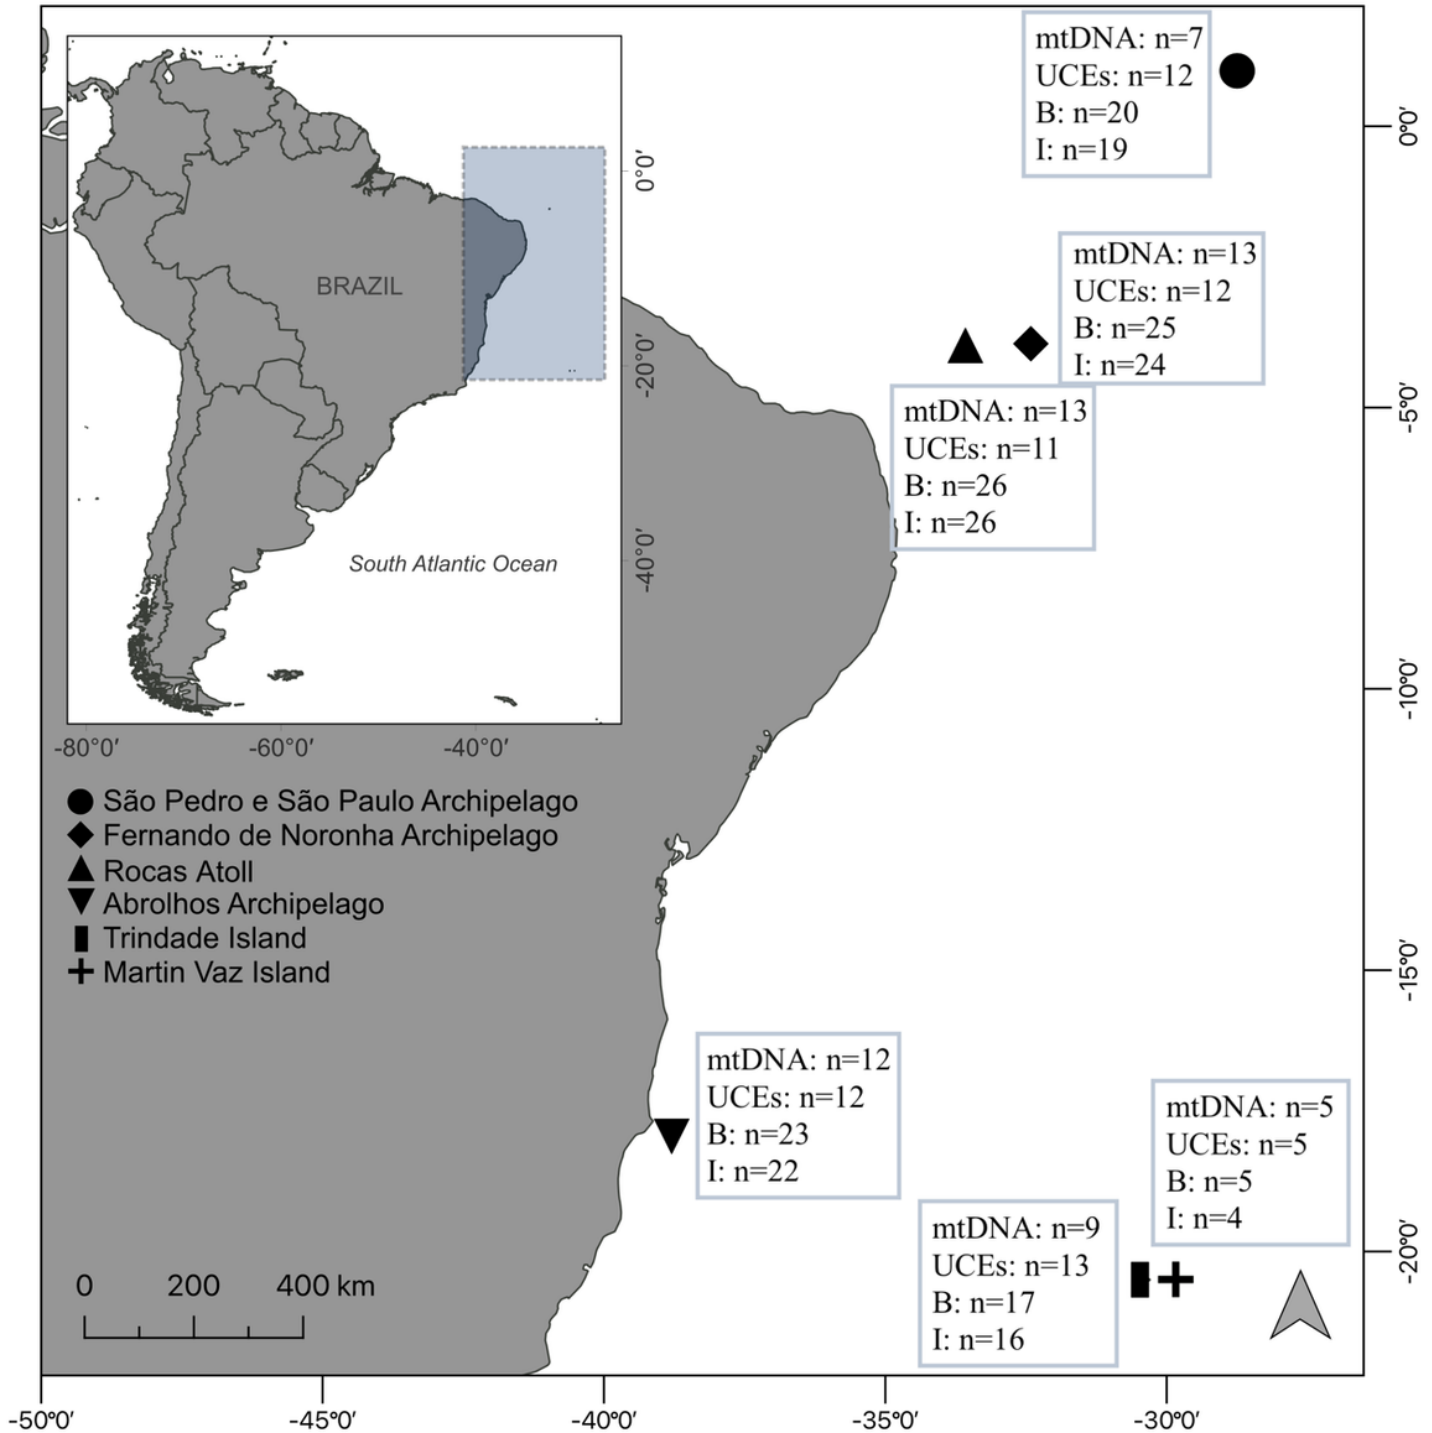 mtDNA: n=7
UCEs: n=12
B: n=20
I: n=19
0°0′
mtDNA: n=13
UCEs: n=12
B: n=25
I: n=24
-5°0′
mtDNA: n=13
UCEs: n=11
B: n=26
I: n=26
BRAZIL
South Atlantic Ocean
0°0′
-20°0′
-40°0′
-80°0′
-60°0′
-40°0′
-10°0′
São Pedro e São Paulo Archipelago
Fernando de Noronha Archipelago
Rocas Atoll
Abrolhos Archipelago
Trindade Island
Martin Vaz Island
-15°0′
mtDNA: n=12
UCEs: n=12
B: n=23
I: n=22
mtDNA: n=5
UCEs: n=5
B: n=5
I: n=4
mtDNA: n=9
UCEs: n=13
B: n=17
I: n=16
-20°0′
0 200 400 km
-50°0′
-45°0′
-40°0′
-35°0′
-30°0′